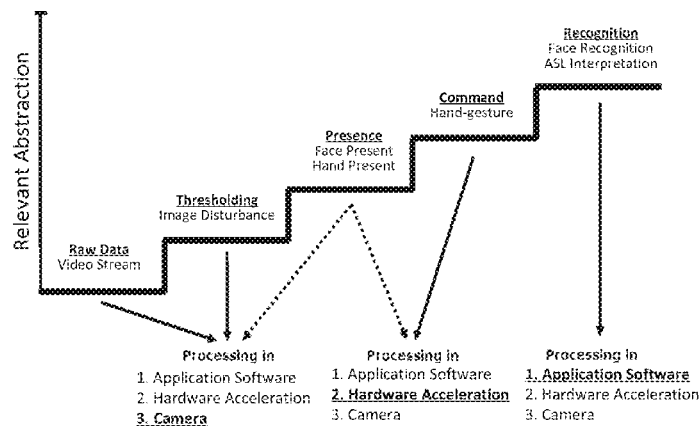 Relevant Abstraction
Recognition
Face Recognition
ASL Interpretation
Command
Hand-gesture
Presence
Face Present
Hand Present
Thresholding
Image Disturbance
Raw Data
Video Stream
Processing in
1. Application Software
2. Hardware Acceleration
3. Camera
Processing in
1. Application Software
2. Hardware Acceleration
3. Camera
Processing in
1. Application Software
2. Hardware Acceleration
3. Camera